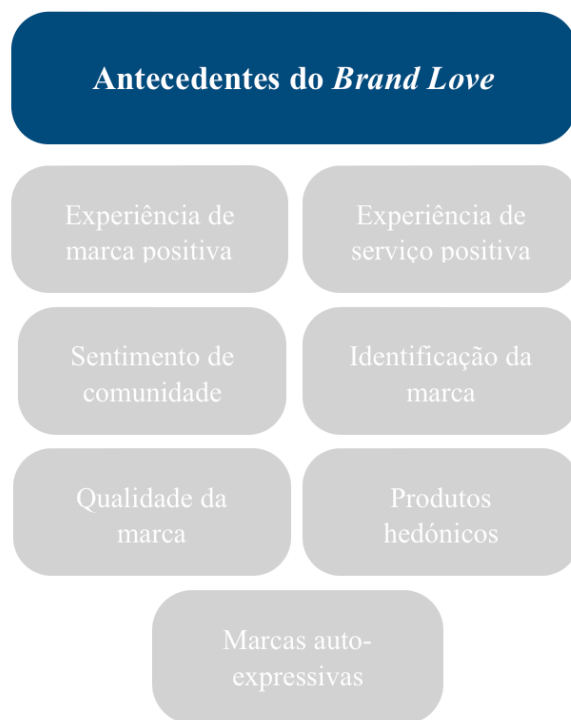 Antecedentes do Brand Love
Experiência de
marca positiva
Experiência de
serviço positiva
Sentimento de
comunidade
Identificação da
marca
Qualidade da
marca
Produtos
hedónicos
Marcas auto-
expressivas